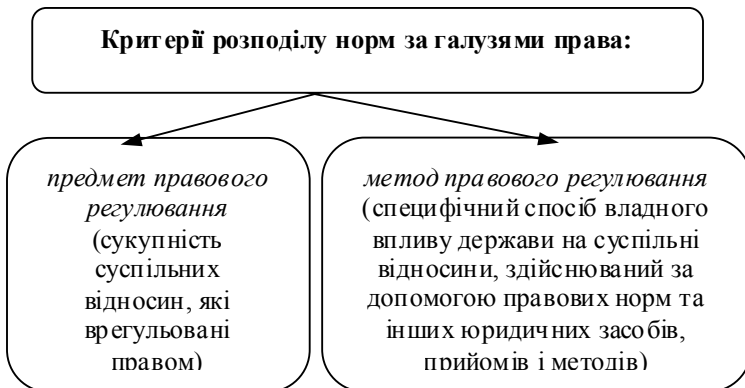 Критерії розподілу норм за галузями права:
предмет правового
регулювання
(сукупність
суспільних
відносин, які
врегульовані
правом)
метод правового регулювання
(специфічний спосіб владного
впливу держави на суспільні
відносини, здійснюваний за
допомогою правових норм та
інших юридичних засобів,
прийомів і методів)